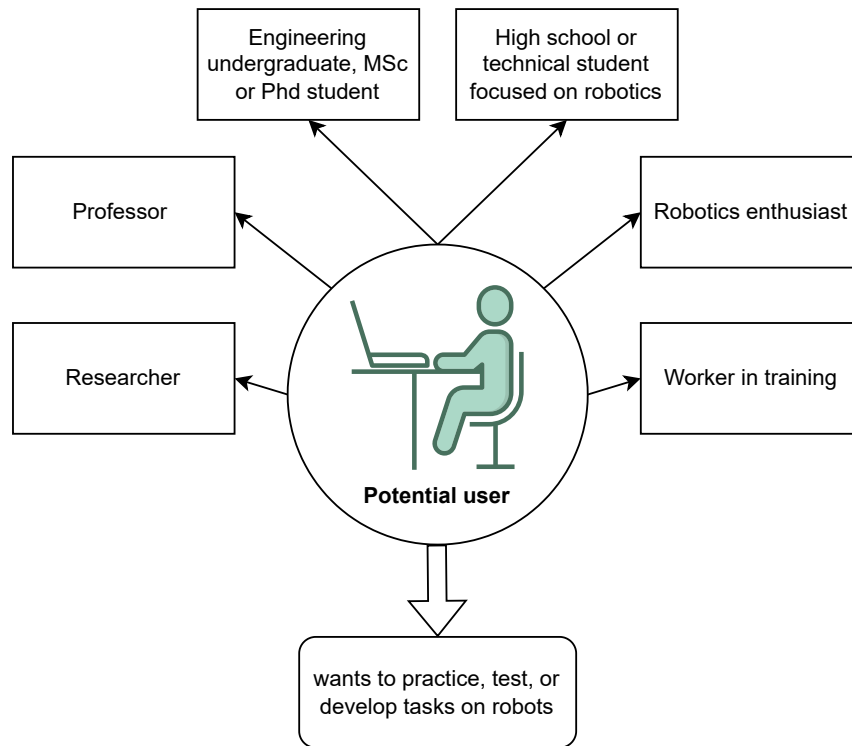 Engineering
undergraduate, MSc
or Phd student
High school or
technical student
focused on robotics
Professor
Robotics enthusiast
Researcher
Worker in training
Potential user
wants to practice, test, or
develop tasks on robots